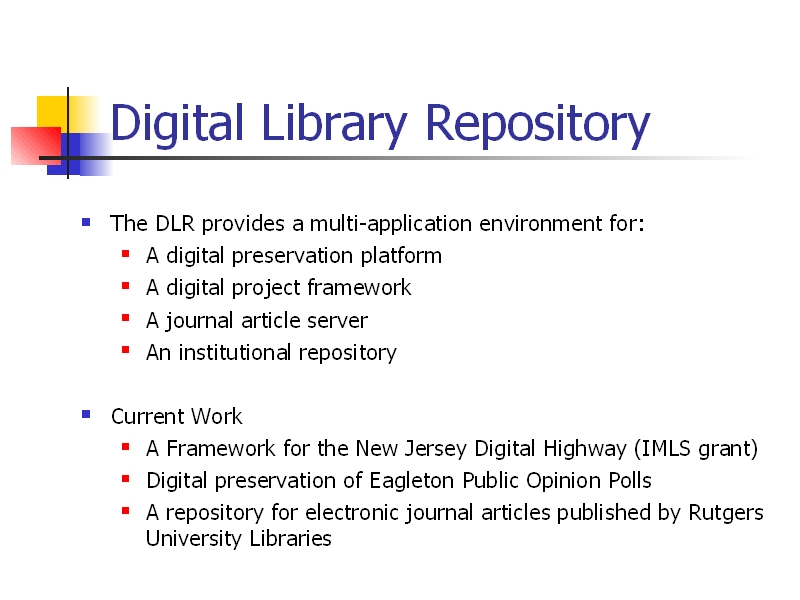 Digital Library Repository
The DLR provides a multi-application environment for:
A digital preservation platform
A digital project framework
A journal article server
An institutional repository
Current Work
A Framework for the New Jersey Digital Highway (IMLS grant)
Digital preservation of Eagleton Public Opinion Polls
A repository for electronic journal articles published by Rutgers
University Libraries